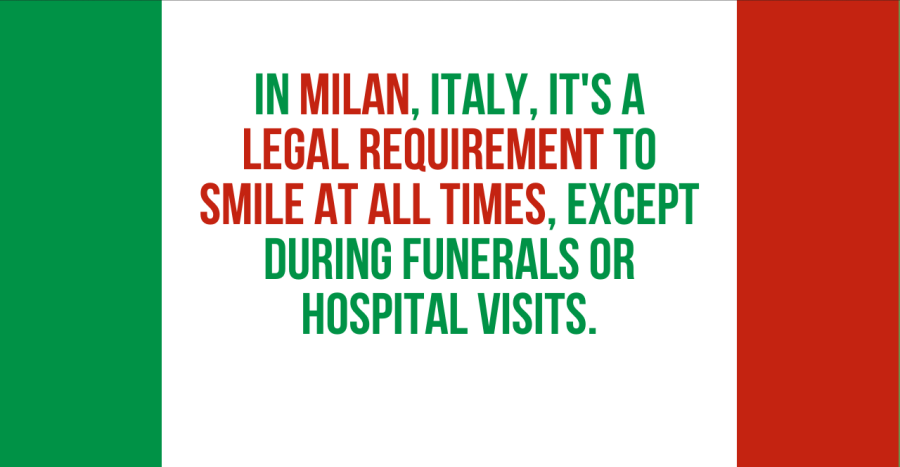 IN MILAN, ITALY, IT'S A
LEGAL REQUIREMENT TO
SMILE AT ALL TIMES, EXCEPT
DURING FUNERALS OR
HOSPITAL VISITS.